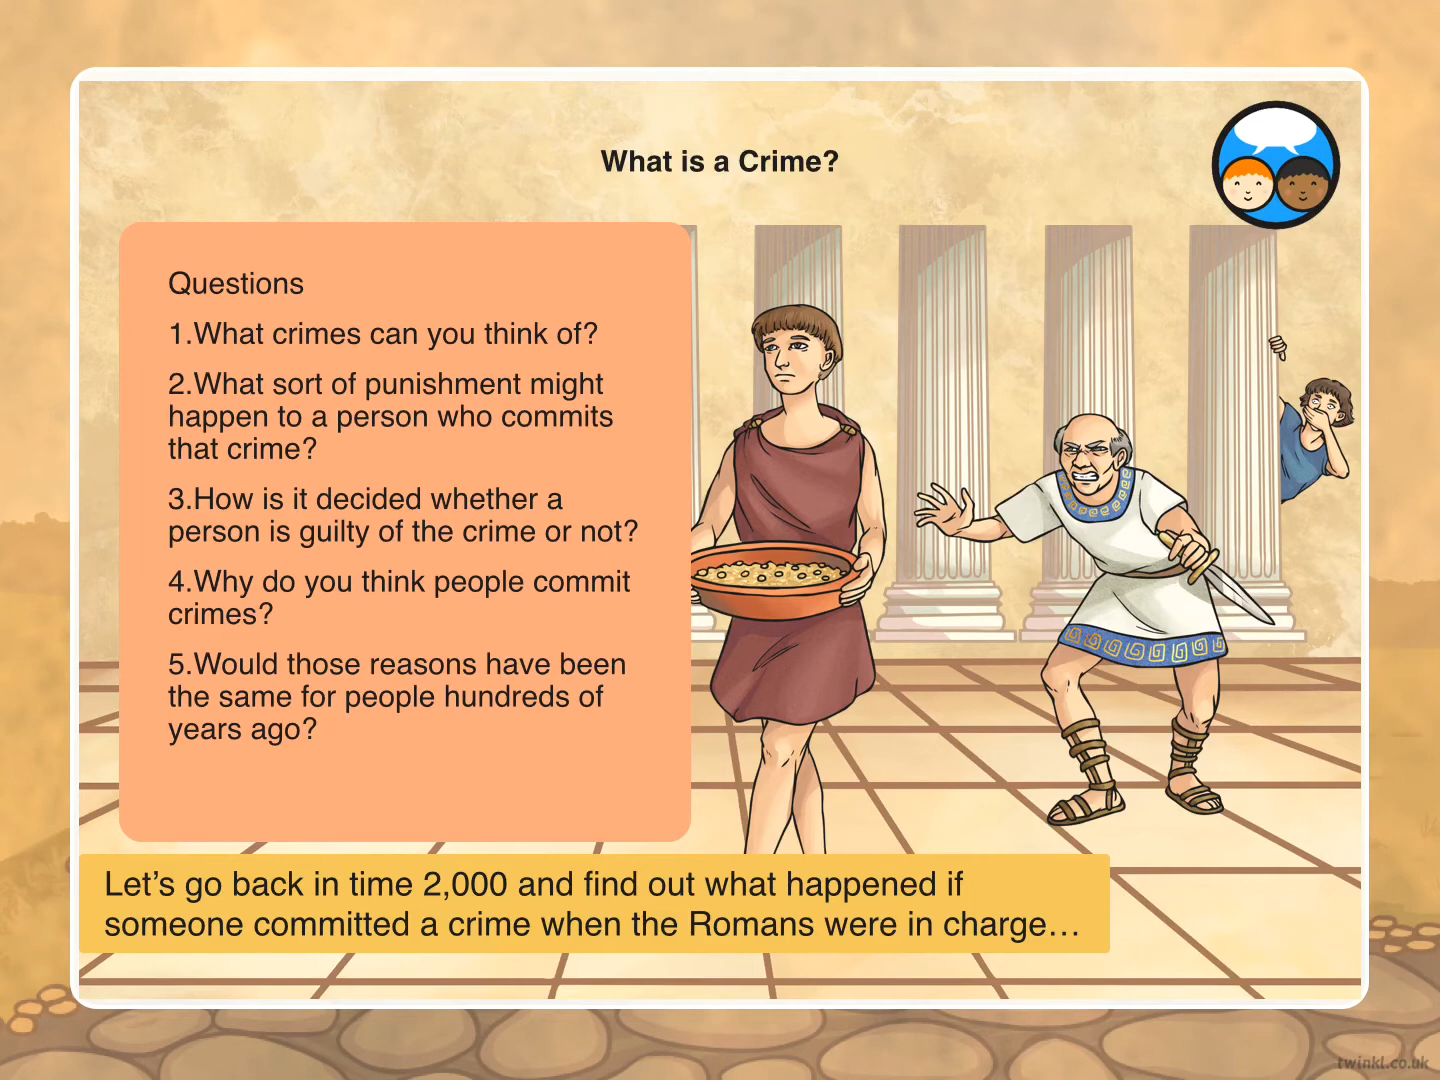 What is a Crime?
Questions
1.What crimes can you think of?
2.What sort of punishment might
happen to a person who commits
that crime?
3.How is it decided whether a
person is guilty of the crime or not?
4.Why do you think people commit
crimes?
5.Would those reasons have been
the same for people hundreds of
years ago?
Let’s go back in time 2,000 and find out what happened if
someone committed a crime when the Romans were in charge…
twinkl.co.uk